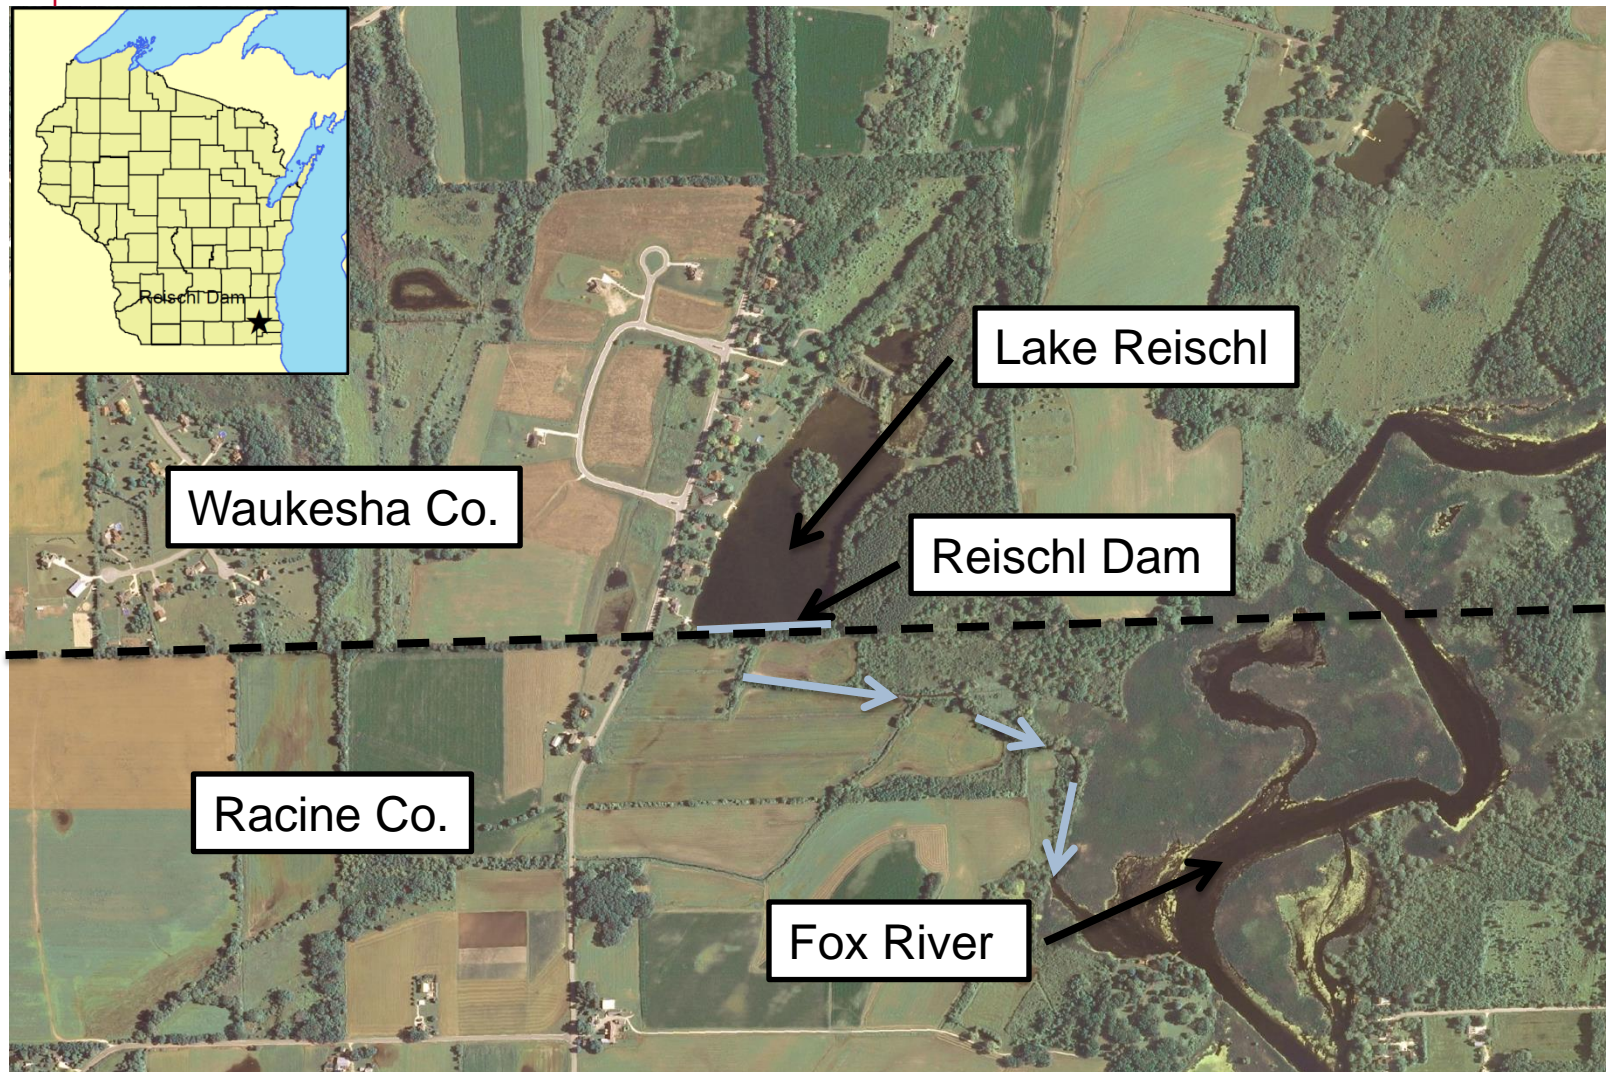 Reischl Dam
Lake Reischl
Waukesha Co.
Reischl Dam
Racine Co.
Fox River